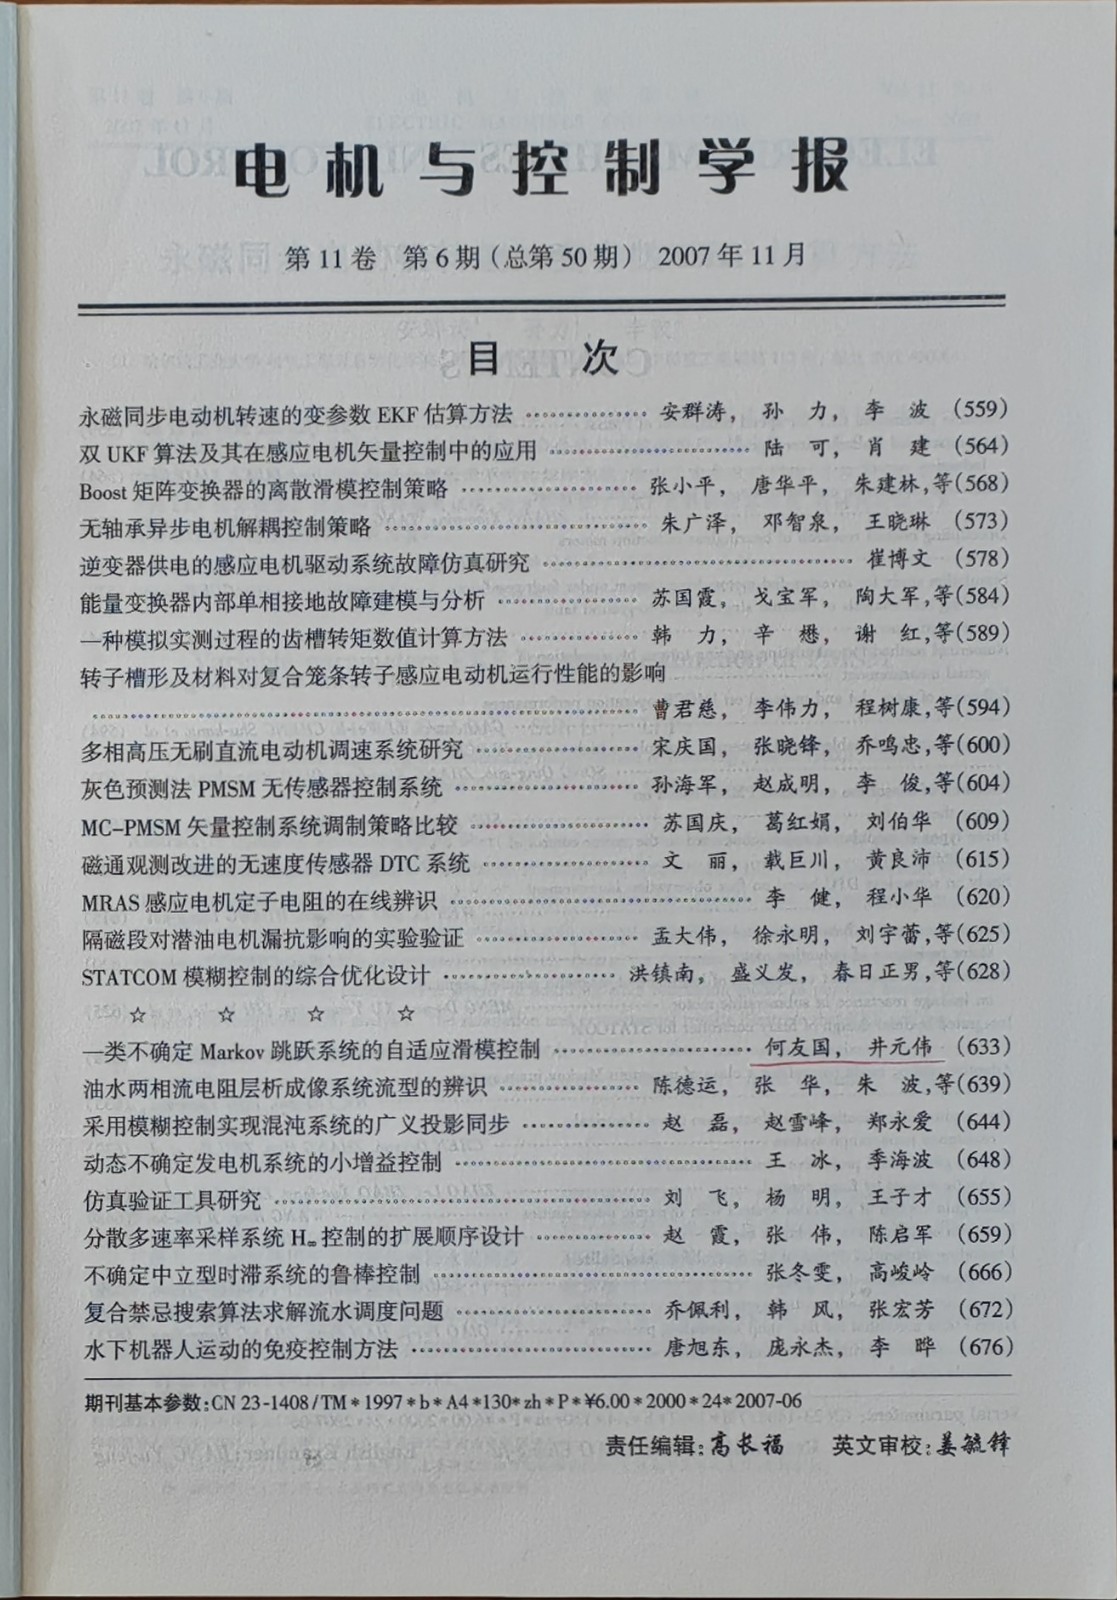 电机与控制学报
第11卷 第6期(总第50期) 2007年11月
目 次
永磁同步电动机转速的变参数EKF估算方法 …………… 安群涛, 孙 力, 李 波 (559)
双UKF算法及其在感应电机矢量控制中的应用 …………… 陆 可, 肖 建 (564)
Boost矩阵变换器的离散滑模控制策略 …………… 张小平, 唐华平, 朱建林,等(568)
无轴承异步电机解耦控制策略 …………… 朱广泽, 邓智泉, 王晓琳 (573)
逆变器供电的感应电机驱动系统故障仿真研究 …………… 崔博文 (578)
能量变换器内部单相接地故障建模与分析 …………… 苏国霞, 戈宝军, 陶大军,等(584)
一种模拟实测过程的齿槽转矩数值计算方法 …………… 韩 力, 辛 懋, 谢 红,等(589)
转子槽形及材料对复合笼条转子感应电动机运行性能的影响
…………… 曹君慈, 李伟力, 程树康,等(594)
多相高压无刷直流电动机调速系统研究 …………… 宋庆国, 张晓锋, 乔鸣忠,等(600)
灰色预测法PMSM无传感器控制系统 …………… 孙海军, 赵成明, 李 俊,等(604)
MC-PMSM矢量控制系统调制策略比较 …………… 苏国庆, 葛红娟, 刘伯华 (609)
磁通观测改进的无速度传感器DTC系统 …………… 文 丽, 载巨川, 黄良沛 (615)
MRAS感应电机定子电阻的在线辨识 …………… 李 健, 程小华 (620)
隔磁段对潜油电机漏抗影响的实验验证 …………… 孟大伟, 徐永明, 刘宇蕾,等(625)
STATCOM模糊控制的综合优化设计 …………… 洪镇南, 盛义发, 春日正男,等(628)
☆ ☆ ☆ ☆
一类不确定Markov跳跃系统的自适应滑模控制 …………… 何友国, 井元伟 (633)
油水两相流电阻层析成像系统流型的辨识 …………… 陈德运, 张 华, 朱 波,等(639)
采用模糊控制实现混沌系统的广义投影同步 …………… 赵 磊, 赵雪峰, 郑永爱 (644)
动态不确定发电机系统的小增益控制 …………… 王 冰, 季海波 (648)
仿真验证工具研究 …………… 刘 飞, 杨 明, 王子才 (655)
分散多速率采样系统H∞控制的扩展顺序设计 …………… 赵 霞, 张 伟, 陈启军 (659)
不确定中立型时滞系统的鲁棒控制 …………… 张冬雯, 高峻岭 (666)
复合禁忌搜索算法求解流水调度问题 …………… 乔佩利, 韩 风, 张宏芳 (672)
水下机器人运动的免疫控制方法 …………… 唐旭东, 庞永杰, 李 晔 (676)
期刊基本参数:CN 23-1408/TM*1997*b*A4*130*zh*P*¥6.00*2000*24*2007-06
责任编辑:高长福 英文审校:姜毓锋